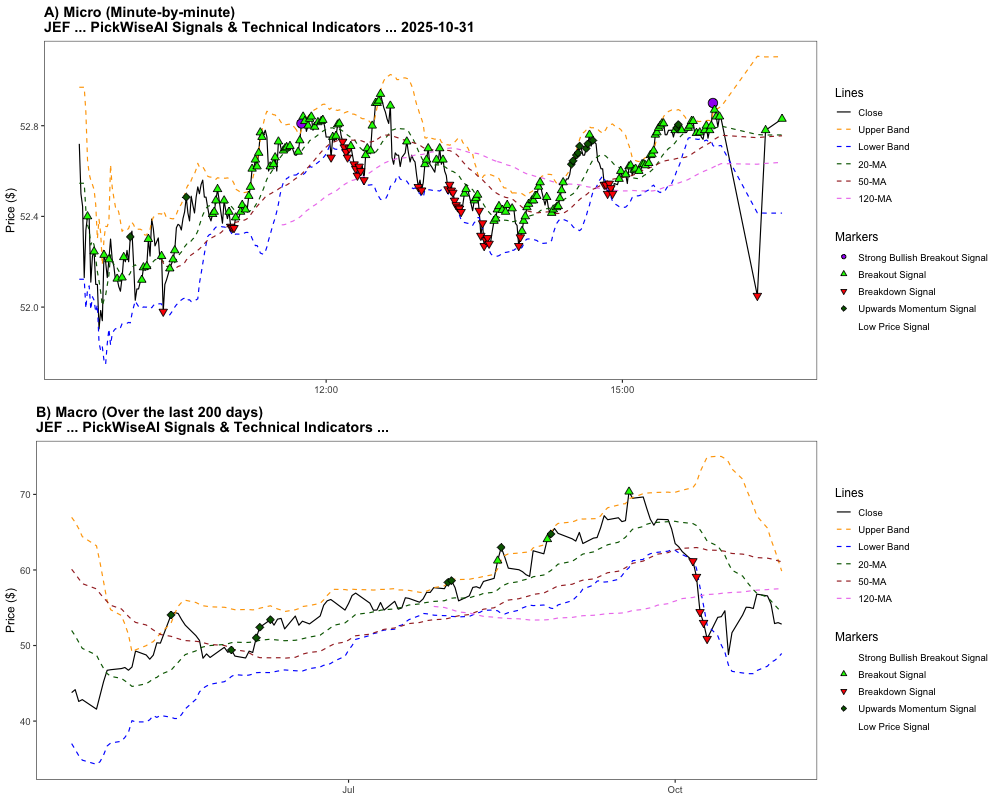 A) Micro (Minute-by-minute)
JEF ... PickWiseAI Signals & Technical Indicators ... 2025-10-31
Price ($)
52.8
52.4
52.0
12:00
15:00
Lines
Close
Upper Band
Lower Band
20-MA
50-MA
120-MA
Markers
Strong Bullish Breakout Signal
Breakout Signal
Breakdown Signal
Upwards Momentum Signal
Low Price Signal
B) Macro (Over the last 200 days)
JEF ... PickWiseAI Signals & Technical Indicators ...
Price ($)
70
60
50
40
Jul
Oct
Lines
Close
Upper Band
Lower Band
20-MA
50-MA
120-MA
Markers
Strong Bullish Breakout Signal
Breakout Signal
Breakdown Signal
Upwards Momentum Signal
Low Price Signal